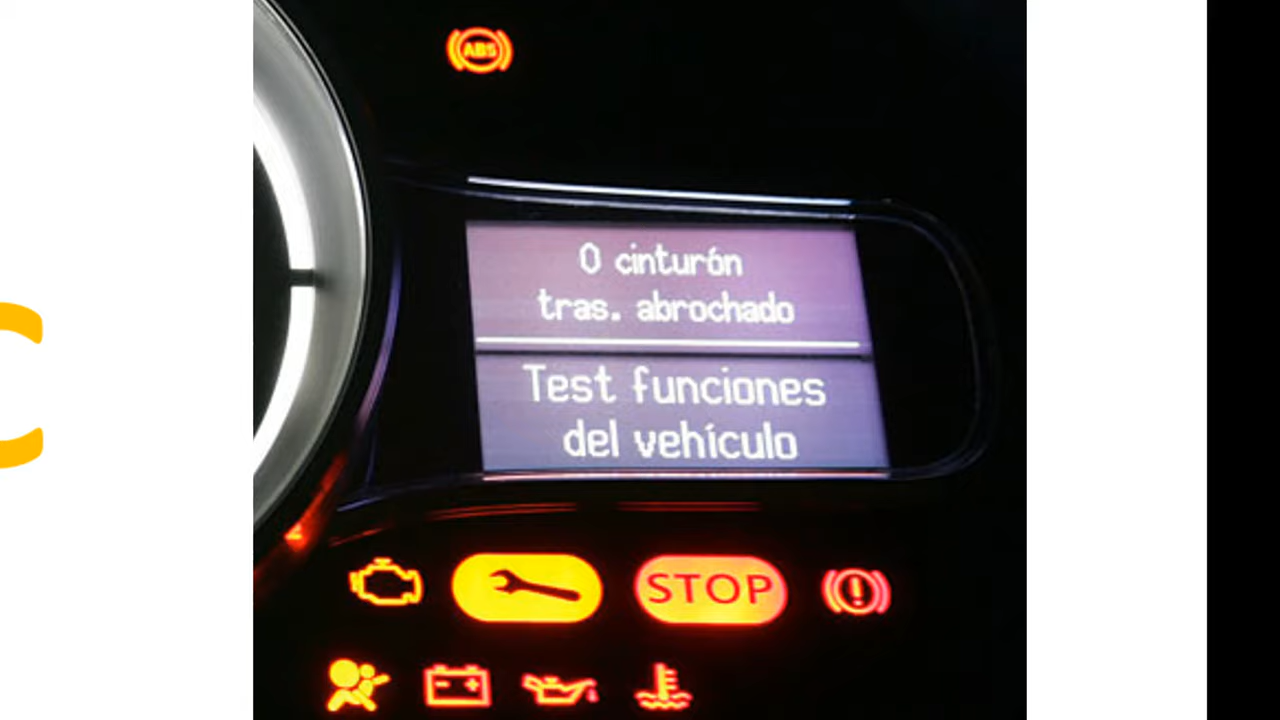 ABS
0 cinturón
tras. abrochado
Test funciones
del vehículo
STOP